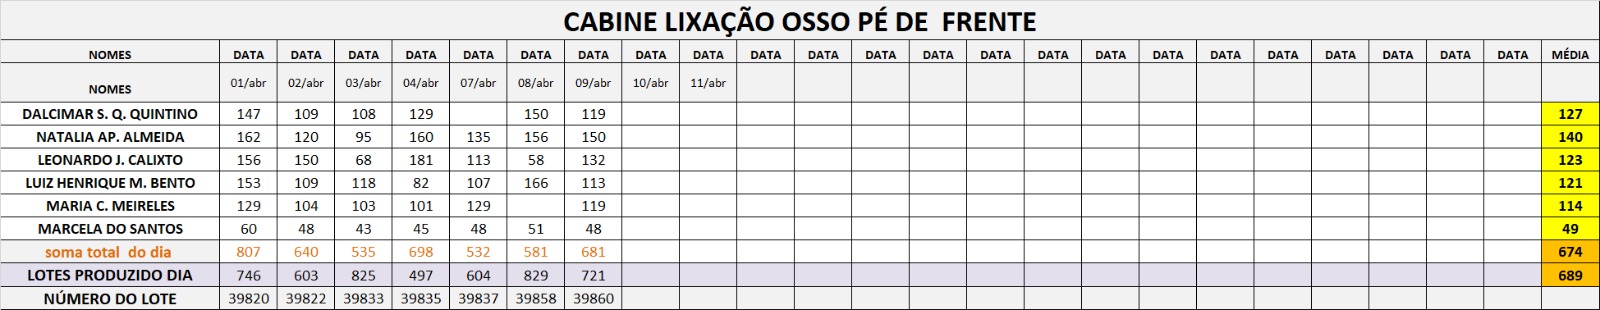 CABINE LIXAÇÃO OSSO PÉ DE  FRENTE
NOMES DATA DATA DATA DATA DATA DATA DATA DATA DATA DATA DATA DATA DATA DATA DATA DATA DATA DATA DATA DATA DATA DATA DATA MÉDIA
NOMES 01/abr 02/abr 03/abr 04/abr 07/abr 08/abr 09/abr 10/abr 11/abr
DALCIMAR S. Q. QUINTINO 147 109 108 129 150 119 127
NATALIA AP. ALMEIDA 162 120 95 160 135 156 150 140
LEONARDO J. CALIXTO 156 150 68 181 113 58 132 123
LUIZ HENRIQUE M. BENTO 153 109 118 82 107 166 113 121
MARIA C. MEIRELES 129 104 103 101 129 119 114
MARCELA DO SANTOS 60 48 43 45 48 51 48 49
soma total  do dia 807 640 535 698 532 581 681 674
LOTES PRODUZIDO DIA 746 603 825 497 604 829 721 689
NÚMERO DO LOTE 39820 39822 39833 39835 39837 39858 39860